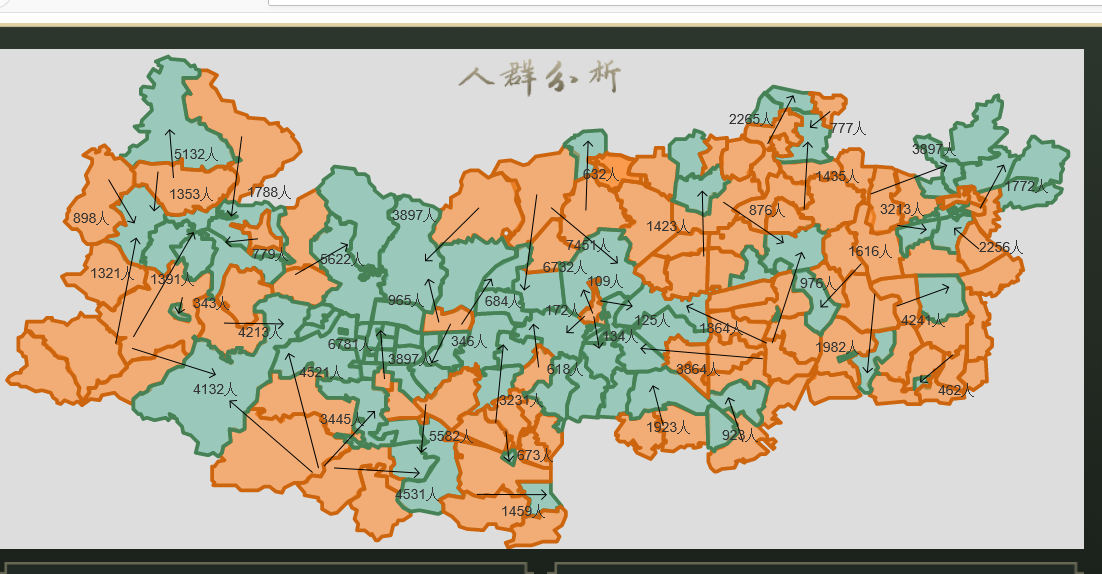 人群分析
2265人
777人
5132人
3897人
632人
1353人
1435人
1788人
1772人
898人
3897人
876人
3213人
1423人
7451人
779人
5622人
1616人
2256人
6732人
1321人
1391人
109人
976人
343人
965人
684人
172人
125人
4241人
4213人
1864人
134人
6781人
346人
1982人
3897人
4521人
618人
3864人
4132人
462人
3231人
3445人
1923人
5582人
923人
673人
4531人
1459人